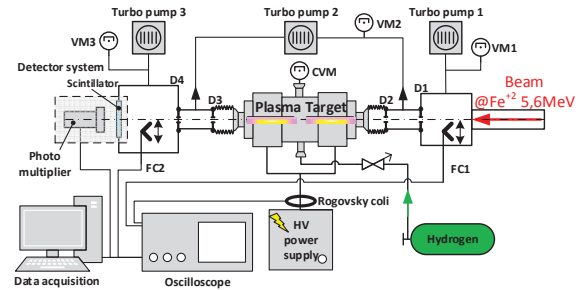 Turbo pump 3
Turbo pump 2
Turbo pump 1
VM3
VM2
VM1
Detector system
Scintillator
CVM
D4
D3
Plasma Target
D2
D1
Beam
@Fe+2 5,6MeV
Photo
multiplier
FC2
FC1
Rogovsky coli
HV
power
supply
Hydrogen
Data acquisition
Oscilloscope